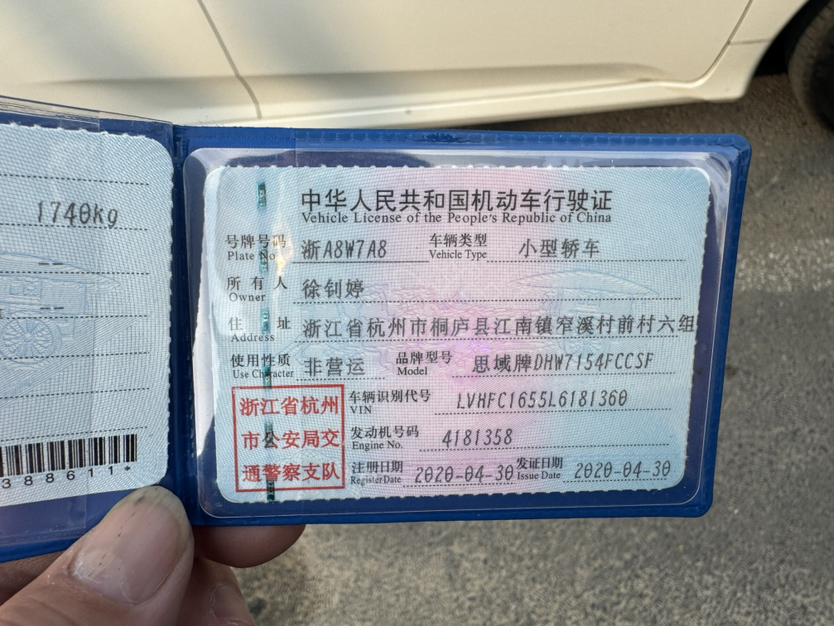 1740kg
388611*
中华人民共和国机动车行驶证
Vehicle License of the People's Republic of China
号牌号码 浙A8W7A8 车辆类型 小型轿车
Plate No. Vehicle Type
所有人 徐钊婷
Owner
住址 浙江省杭州市桐庐县江南镇窄溪村前村六组
Address
使用性质 非营运 品牌型号 思域牌DHW7154FCCSF
Use Character Model
浙江省杭州
市公安局交
通警察支队
车辆识别代号 LVHFC1655L6181360
VIN
发动机号码 4181358
Engine No.
注册日期 2020-04-30 发证日期 2020-04-30
Register Date Issue Date